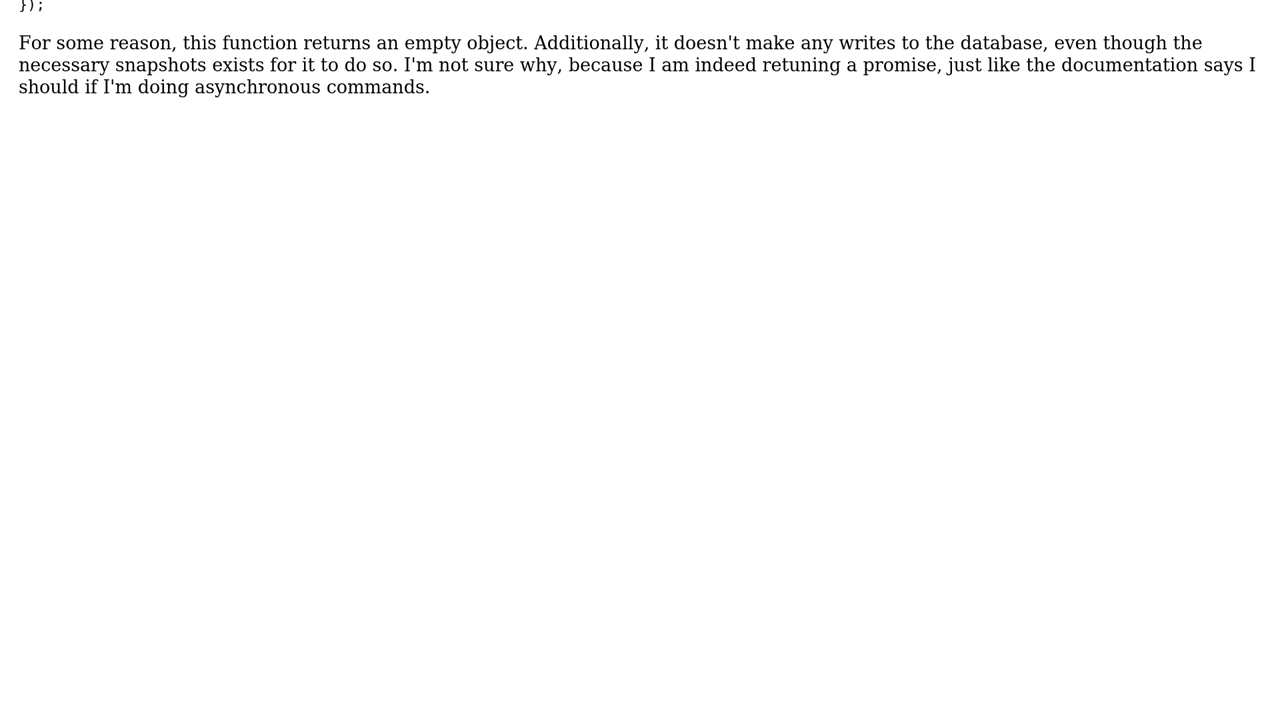 });
For some reason, this function returns an empty object. Additionally, it doesn't make any writes to the database, even though the
necessary snapshots exists for it to do so. I'm not sure why, because I am indeed retuning a promise, just like the documentation says I
should if I'm doing asynchronous commands.